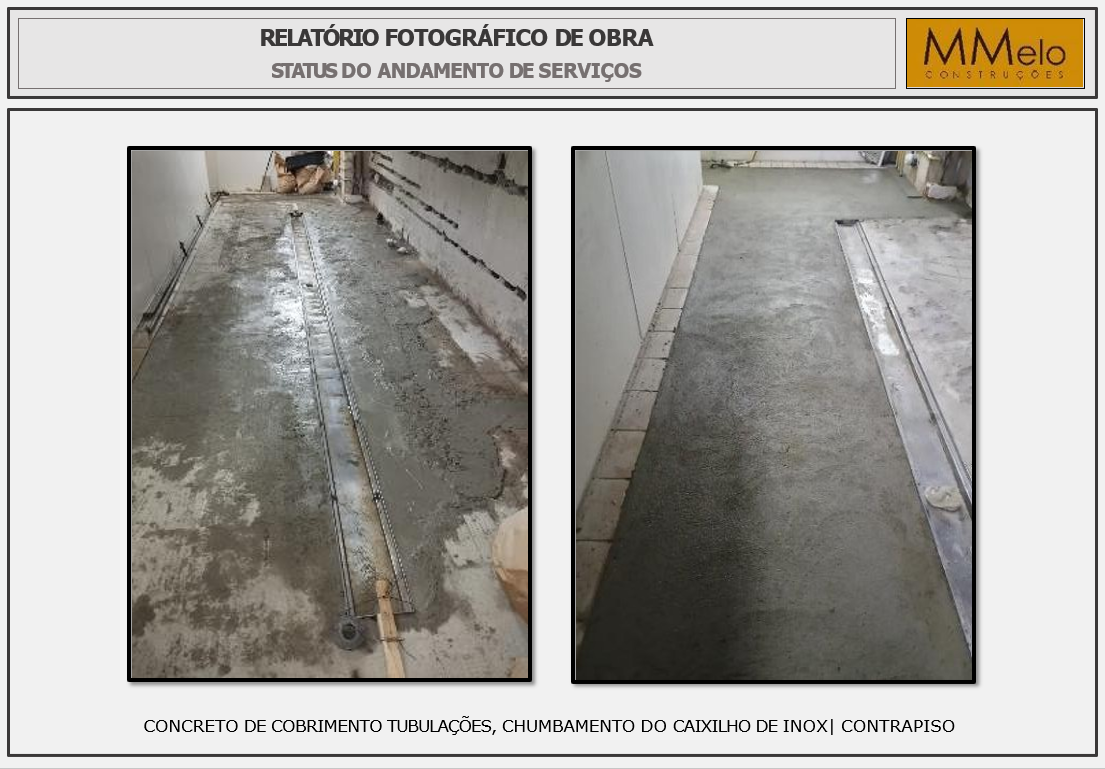 RELATÓRIO FOTOGRÁFICO DE OBRA
STATUS DO ANDAMENTO DE SERVIÇOS
MMelo
CONSTRUÇÕES
CONCRETO DE COBRIMENTO TUBULAÇÕES, CHUMBAMENTO DO CAIXILHO DE INOX| CONTRAPISO